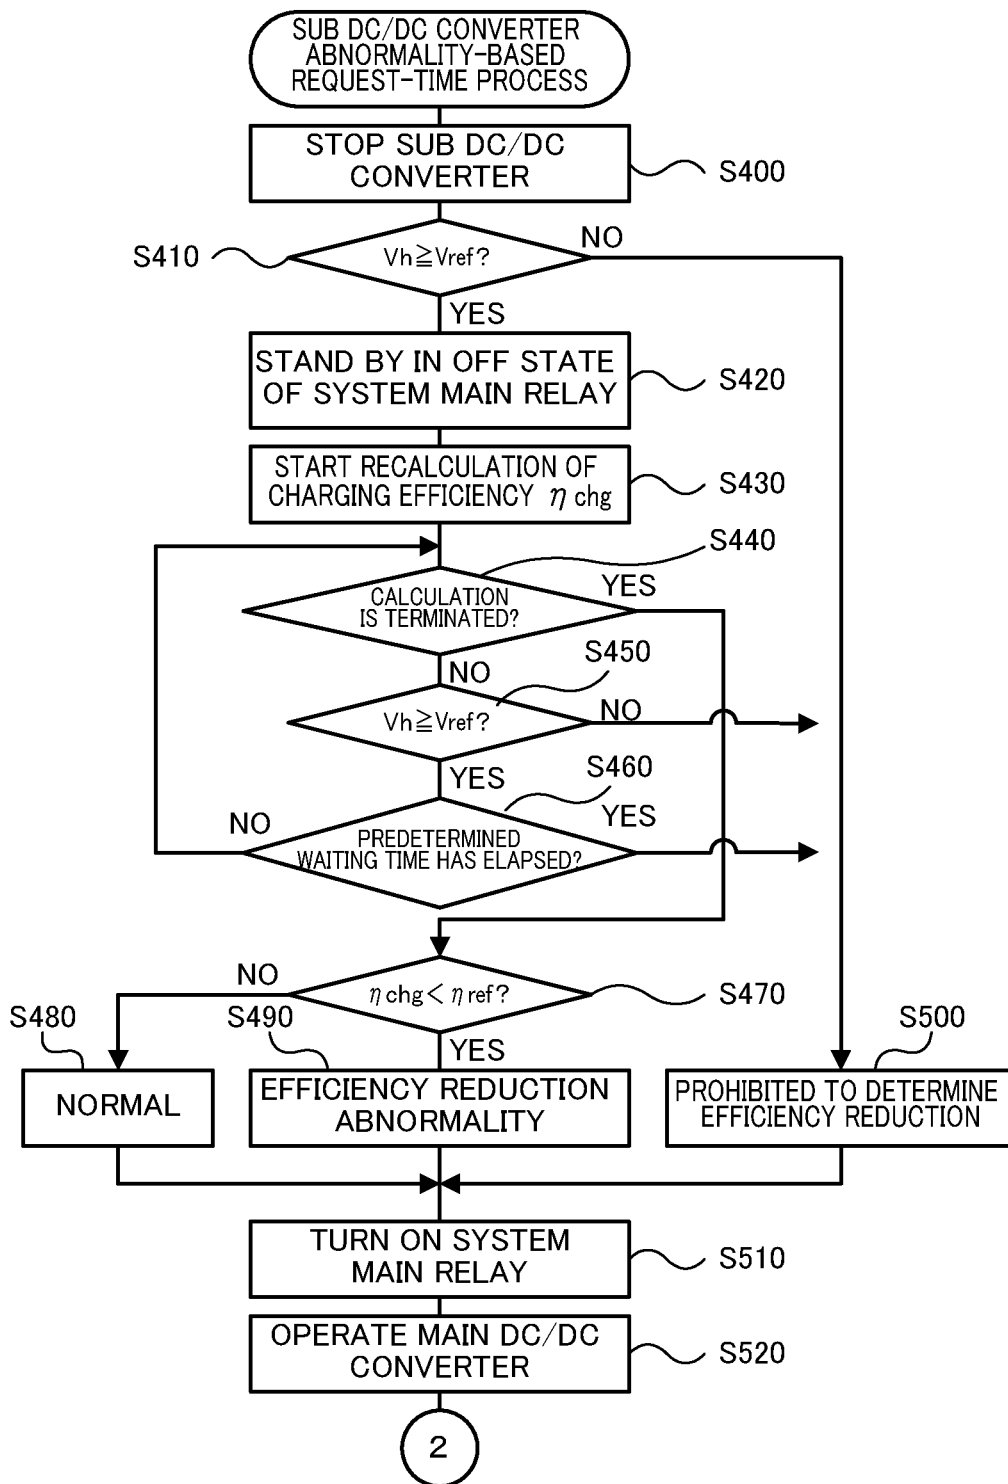 SUB DC/DC CONVERTER
ABNORMALITY-BASED
REQUEST-TIME PROCESS
STOP SUB DC/DC
CONVERTER
S400
S410
Vh≧Vref?
NO
YES
STAND BY IN OFF STATE
OF SYSTEM MAIN RELAY
S420
START RECALCULATION OF
CHARGING EFFICIENCY η chg
S430
S440
CALCULATION
IS TERMINATED?
YES
NO
S450
Vh≧Vref?
NO
YES
S460
PREDETERMINED
WAITING TIME HAS ELAPSED?
NO
YES
η chg< η ref?
NO
S470
YES
S480
NORMAL
S490
EFFICIENCY REDUCTION
ABNORMALITY
S500
PROHIBITED TO DETERMINE
EFFICIENCY REDUCTION
TURN ON SYSTEM
MAIN RELAY
S510
OPERATE MAIN DC/DC
CONVERTER
S520
2